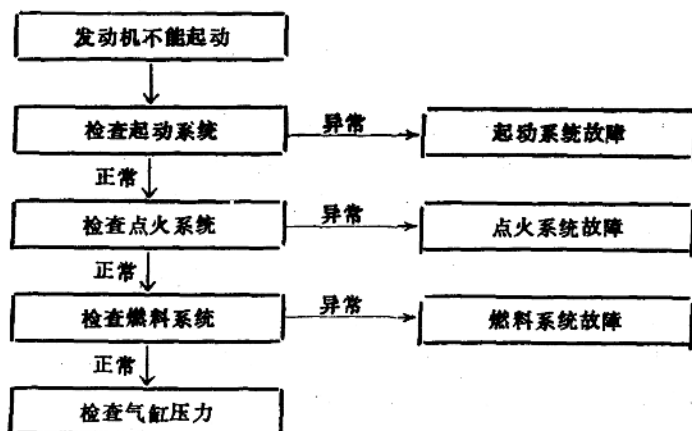 发动机不能起动
检查起动系统
异常
起动系统故障
正常
检查点火系统
异常
点火系统故障
正常
检查燃料系统
异常
燃料系统故障
正常
检查气缸压力